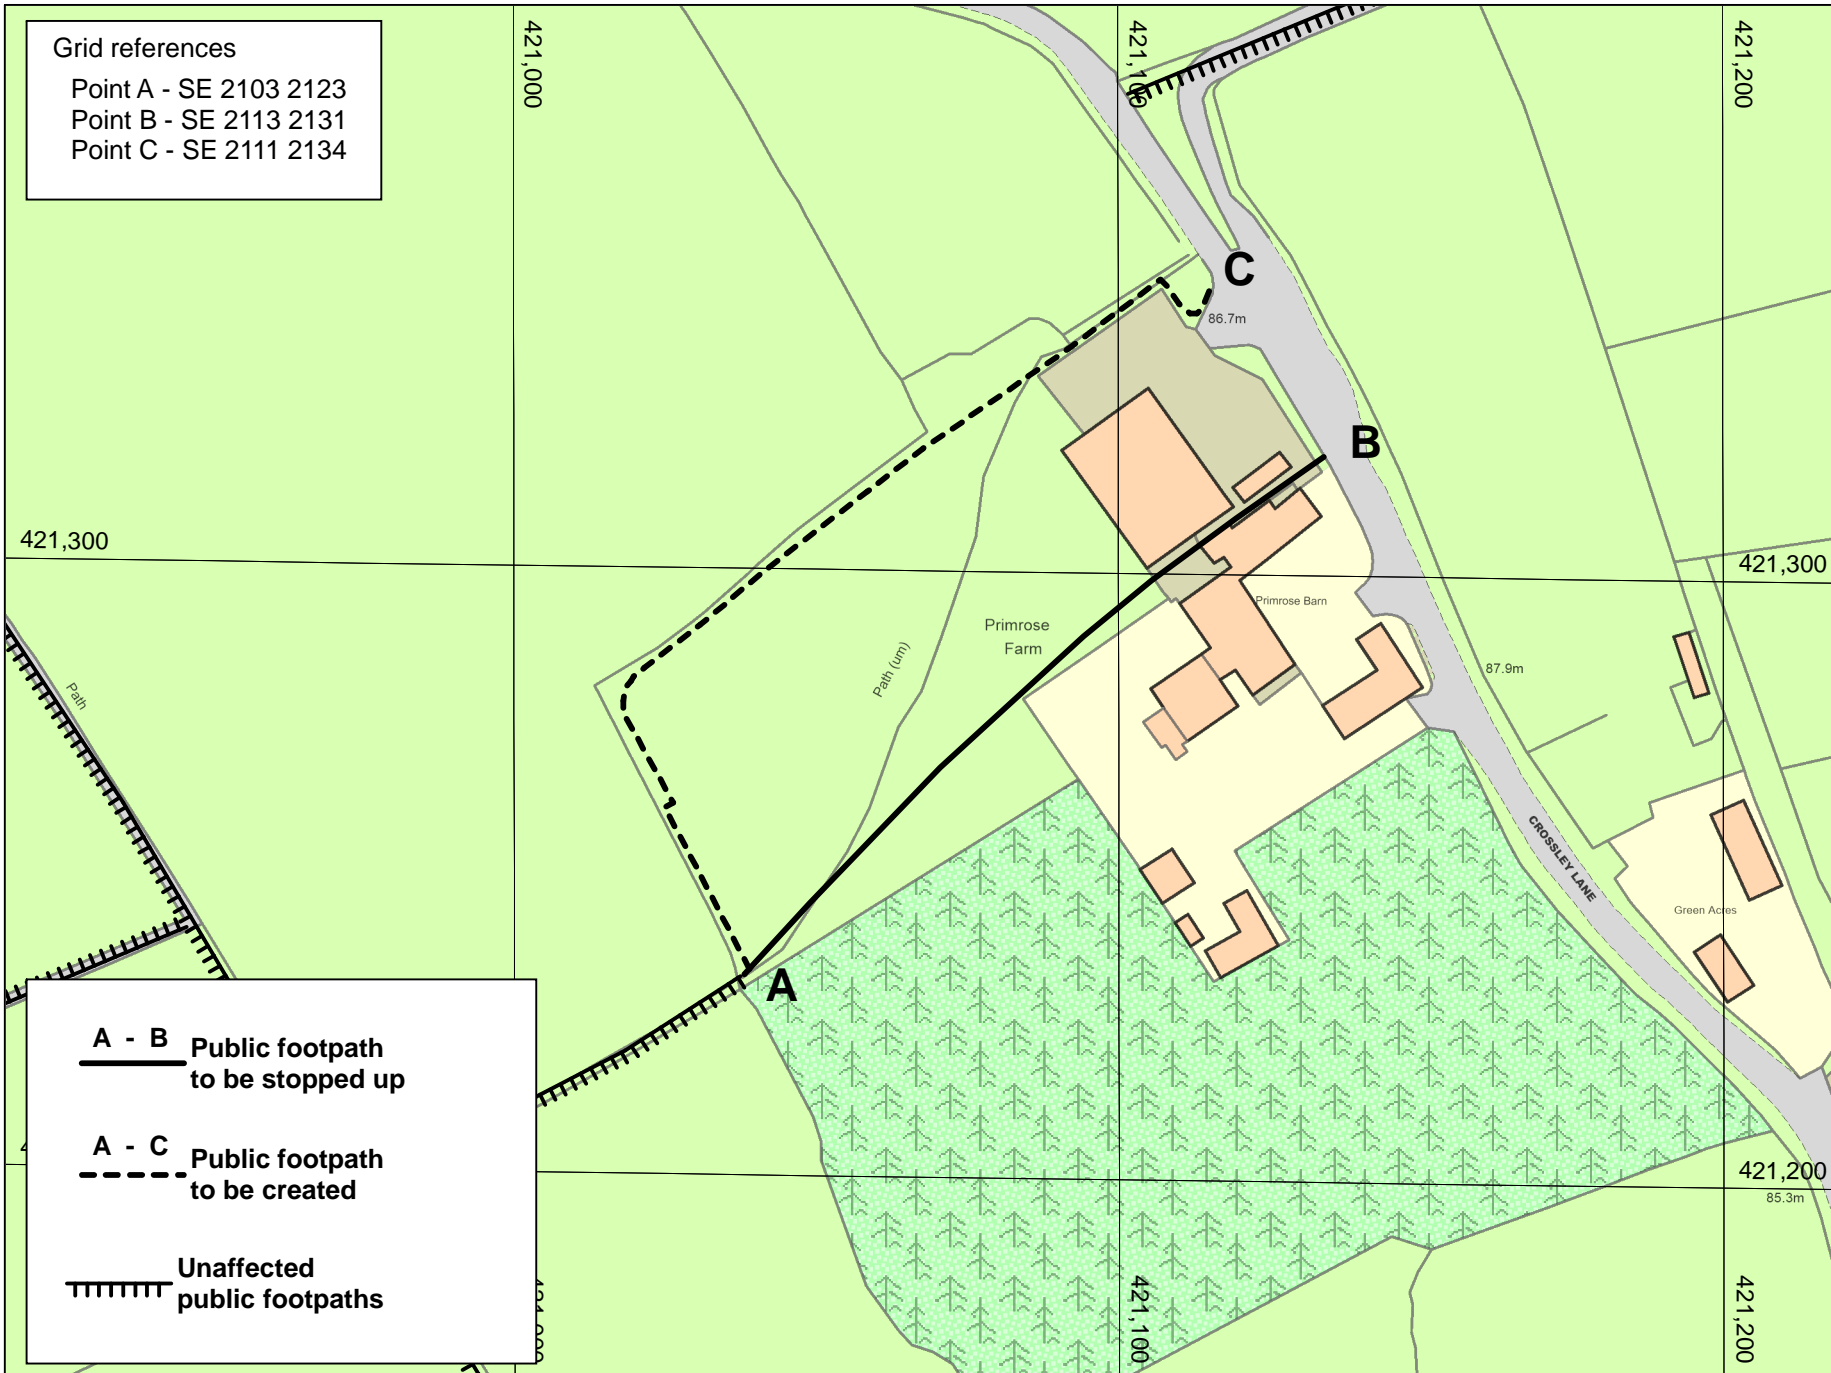 Grid references
Point A - SE 2103 2123
Point B - SE 2113 2131
Point C - SE 2111 2134
421,000
421,100
421,200
C
86.7m
B
421,300
421,300
Primrose Barn
Primrose
Farm
Path (um)
Path
87.9m
CROSSLEY LANE
Green Acres
A
A - B
Public footpath
to be stopped up
A - C
Public footpath
to be created
Unaffected
public footpaths
421,200
85.3m
421,100
421,200